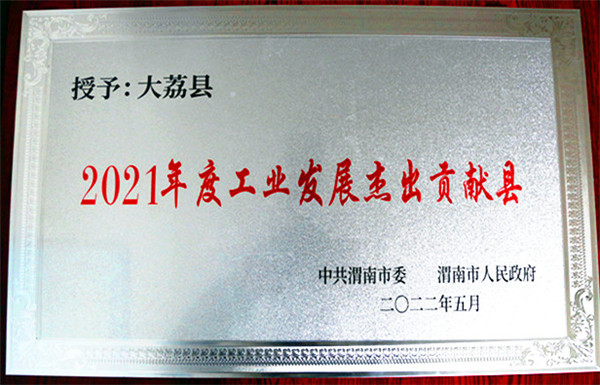 授予：大荔县
2021年度工业发展杰出贡献县
中共渭南市委 渭南市人民政府
二〇二二年五月